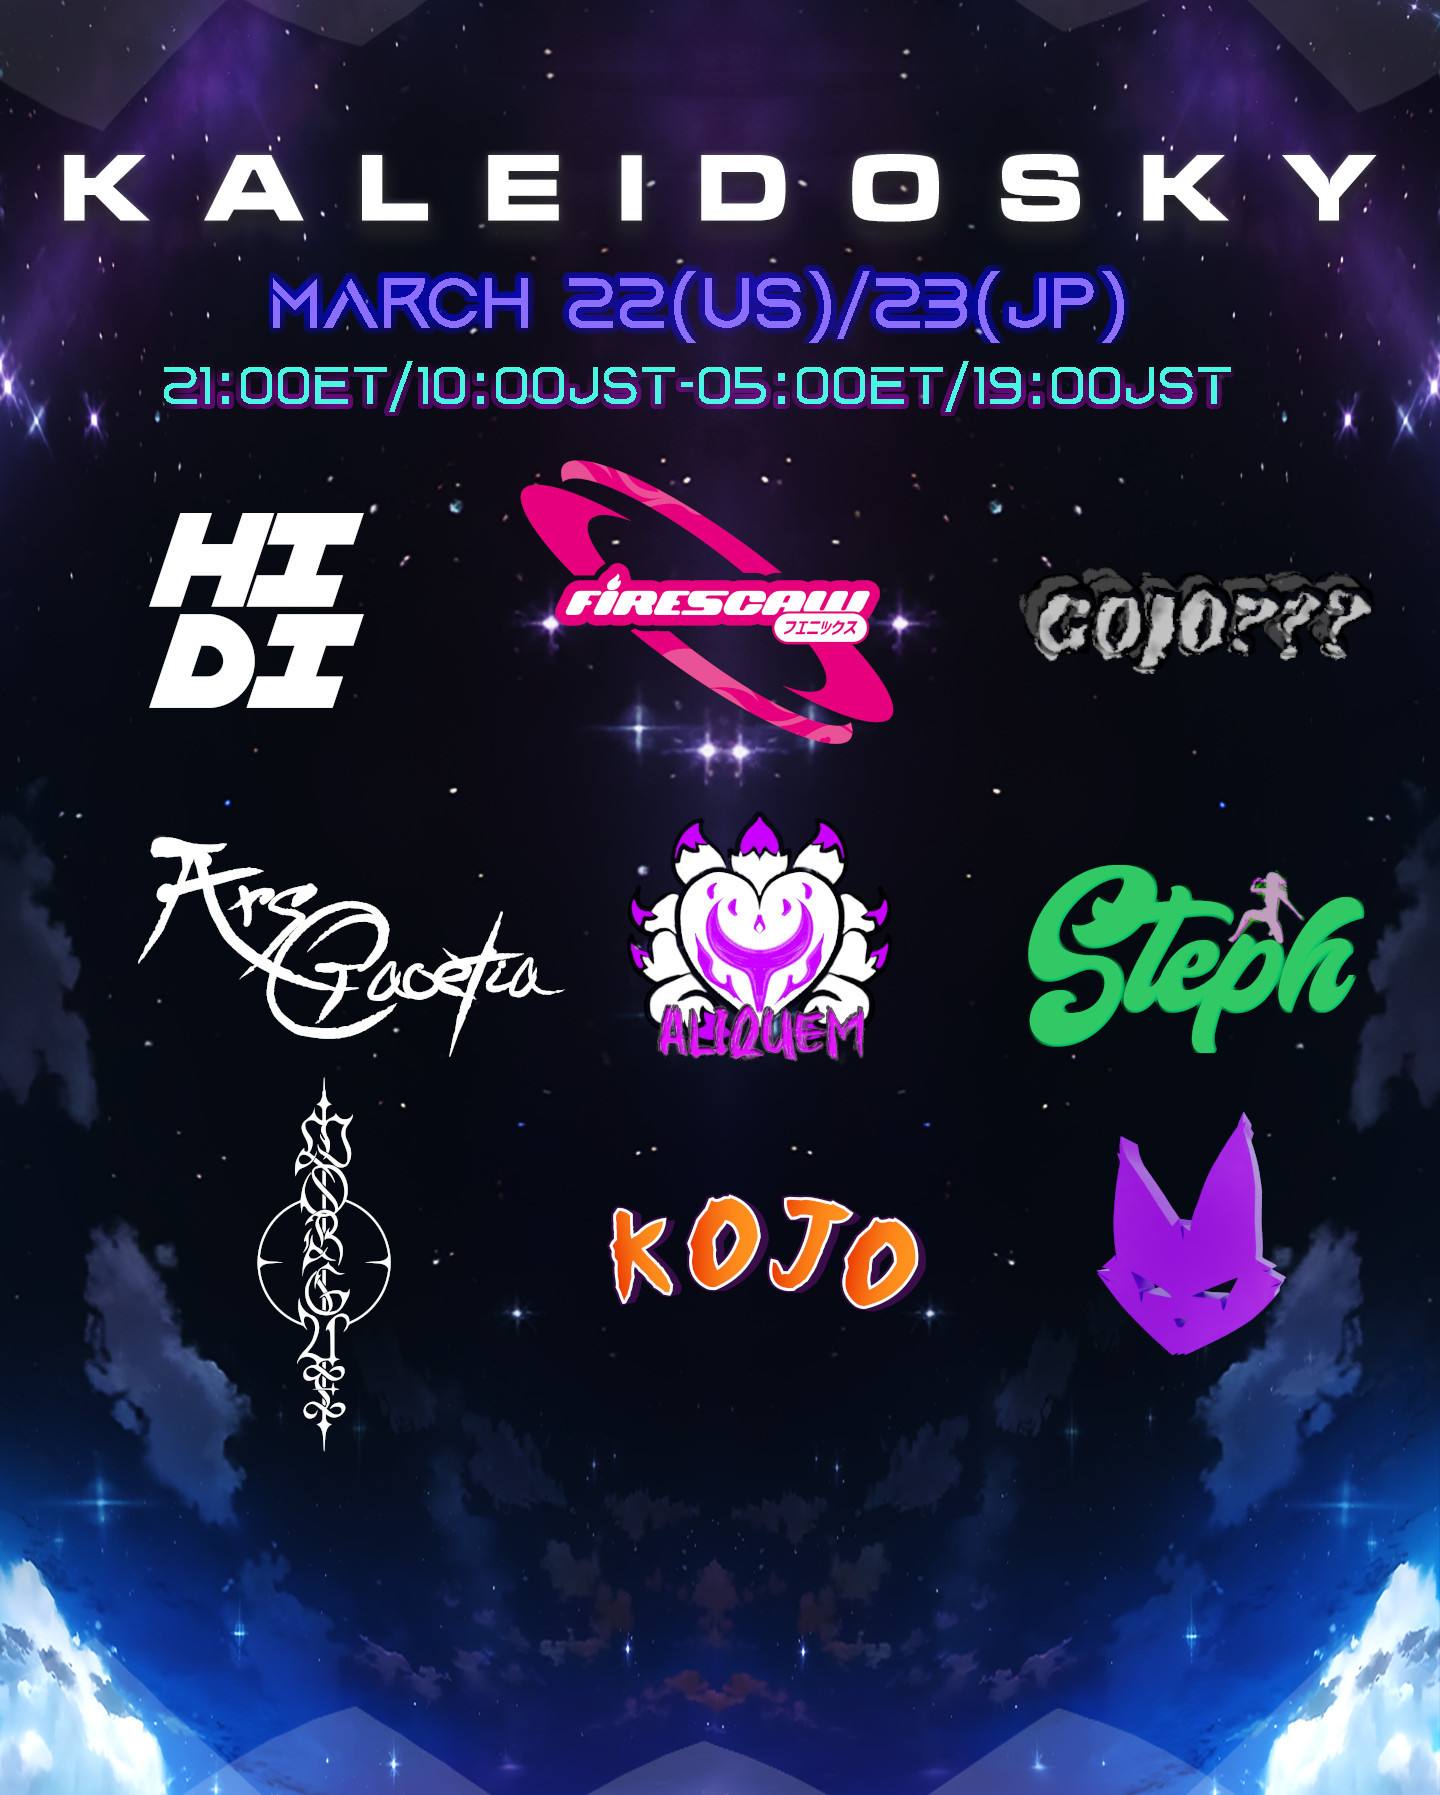 KALEIDOSKY
MARCH 22(US)/23(JP)
21:00ET/10:00JST-05:00ET/19:00JST
HI
DI
FIRESCAW
フエニックス
GOJO???
Ars
Gaoetia
ALIQUEM
Steph
KOJO